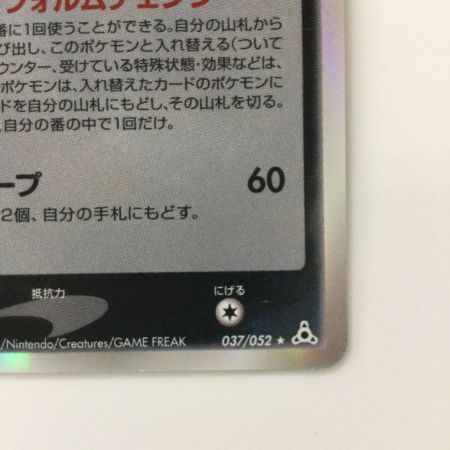 フォルムチェンジ
番に1回使うことができる。自分の山札から
び出し、このポケモンと入れ替える(ついて
ウンター、受けている特殊状態・効果などは、
ポケモンは、入れ替えたカードのポケモンに
ドを自分の山札にもどし、その山札を切る。
自分の番の中で1回だけ。
ープ 60
2個、自分の手札にもどす。
抵抗力 にげる
/Nintendo/Creatures/GAME FREAK 037/052 ★